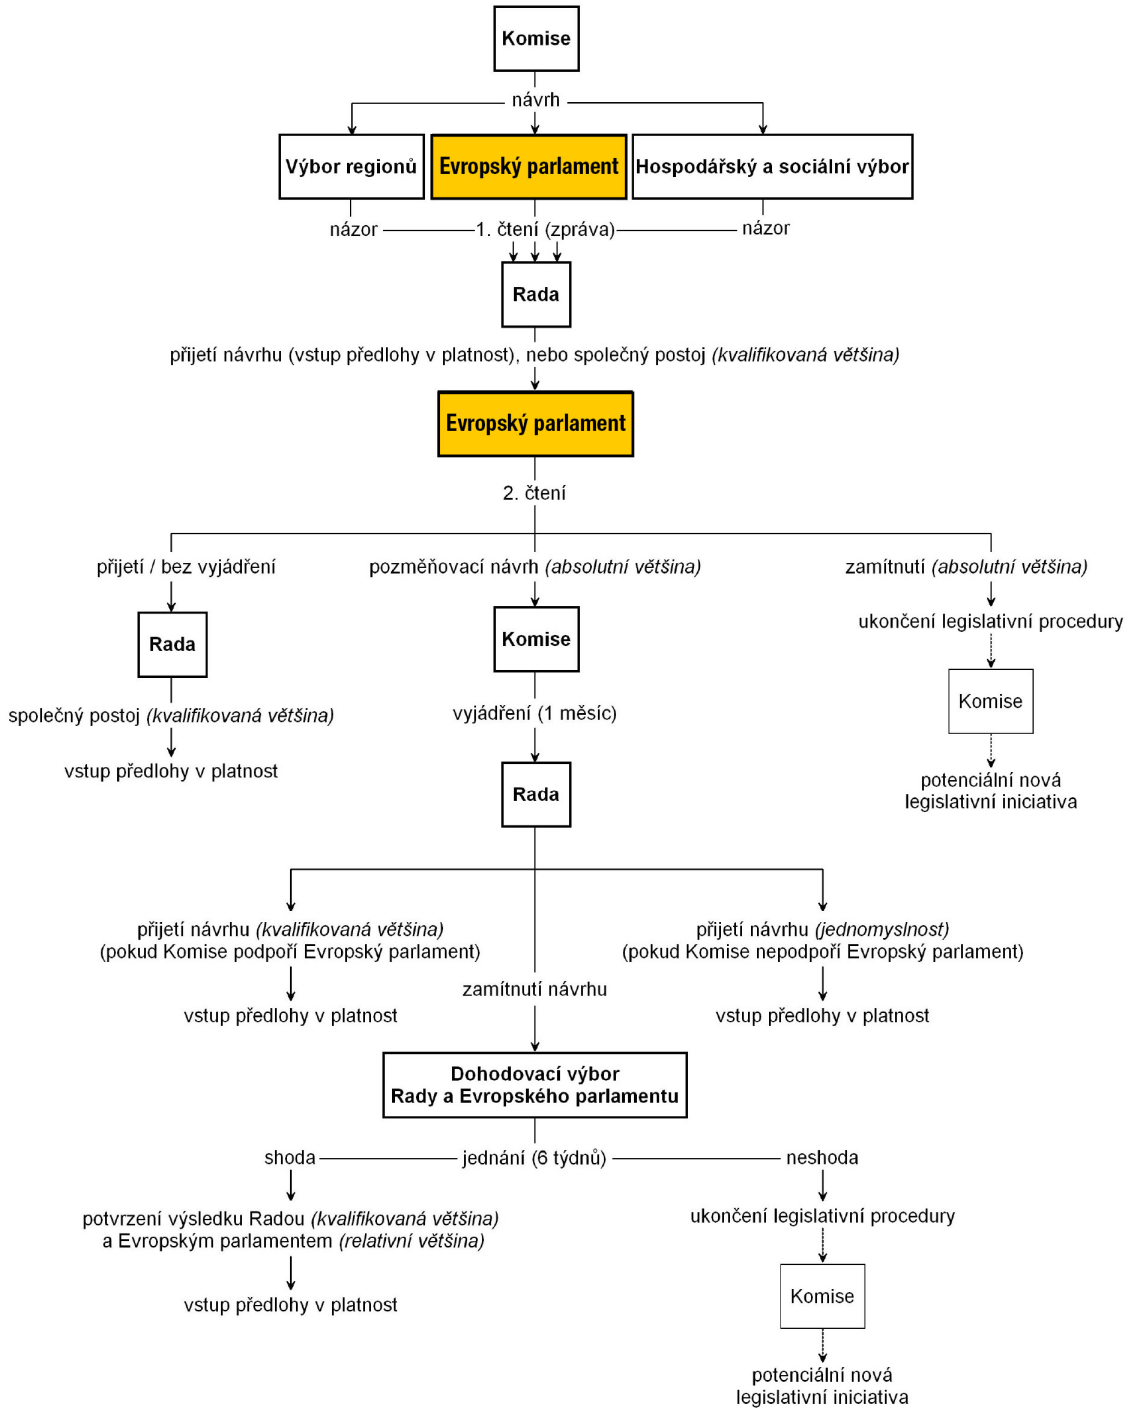 Komise
návrh
Výbor regionů
Evropský parlament
Hospodářský a sociální výbor
názor
1. čtení (zpráva)
názor
Rada
přijetí návrhu (vstup předlohy v platnost), nebo společný postoj (kvalifikovaná většina)
Evropský parlament
2. čtení
přijetí / bez vyjádření
pozměňovací návrh (absolutní většina)
zamítnutí (absolutní většina)
Rada
Komise
ukončení legislativní procedury
Komise
společný postoj (kvalifikovaná většina)
vyjádření (1 měsíc)
vstup předlohy v platnost
potenciální nová
legislativní iniciativa
Rada
přijetí návrhu (kvalifikovaná většina)
(pokud Komise podpoří Evropský parlament)
přijetí návrhu (jednomyslnost)
(pokud Komise nepodpoří Evropský parlament)
zamítnutí návrhu
vstup předlohy v platnost
vstup předlohy v platnost
Dohodovací výbor
Rady a Evropského parlamentu
shoda
jednání (6 týdnů)
neshoda
potvrzení výsledku Radou (kvalifikovaná většina)
a Evropským parlamentem (relativní většina)
ukončení legislativní procedury
vstup předlohy v platnost
Komise
potenciální nová
legislativní iniciativa